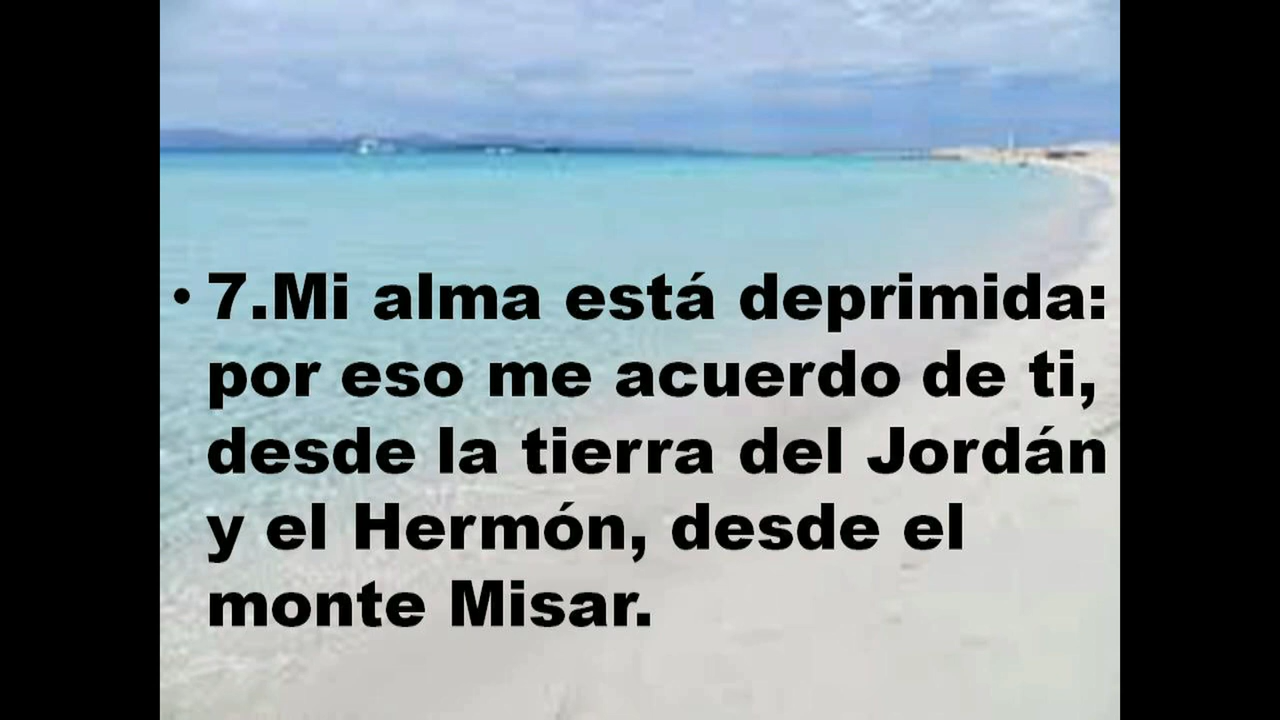 • 7.Mi alma está deprimida:
por eso me acuerdo de ti,
desde la tierra del Jordán
y el Hermón, desde el
monte Misar.